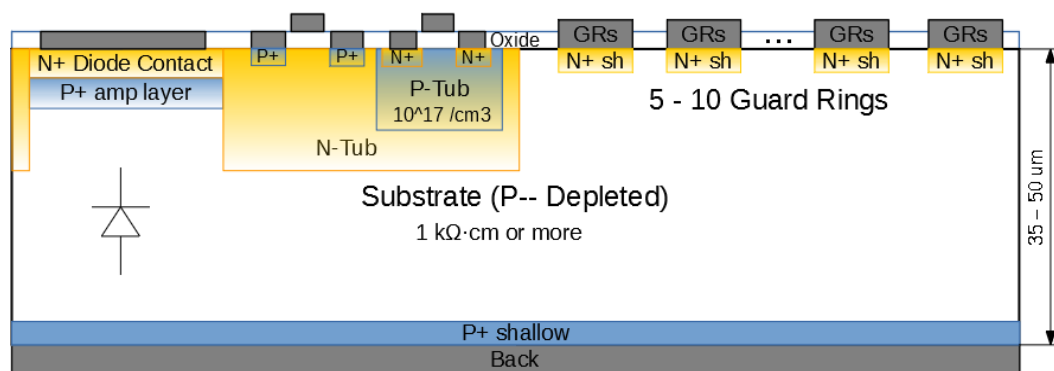 GRs GRs ... GRs GRs
Oxide
P+ P+ N+ N+ N+ sh N+ sh N+ sh N+ sh
N+ Diode Contact
P+ amp layer
P-Tub
10^17 /cm3
5 - 10 Guard Rings
N-Tub
Substrate (P-- Depleted)
1 kΩ·cm or more
35 – 50 um
P+ shallow
Back